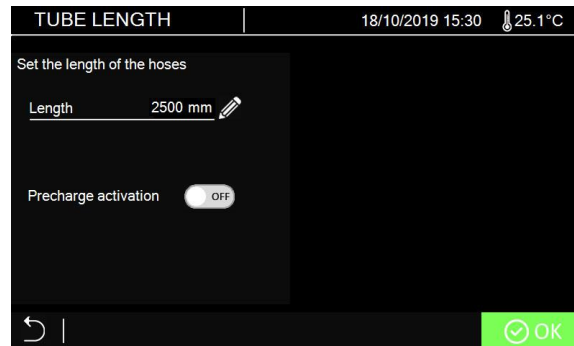 TUBE LENGTH
18/10/2019 15:30
25.1°C
Set the length of the hoses
Length 2500 mm
Precharge activation OFF
OK